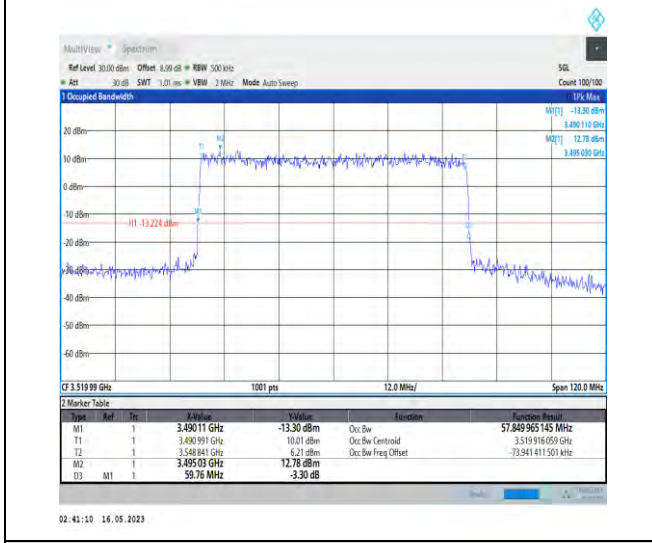 MultiView Spectrum
Ref Level 30.00 dBm Offset 8.99 dB RBW 500 kHz SGL
Att 30 dB SWT 1.01 ms VBW 2 MHz Mode Auto Sweep Count 100/100
1 Occupied Bandwidth 1Pk Max
M1[1] -13.30 dBm
3.490 110 GHz
M2[1] 12.78 dBm
3.495 030 GHz
20 dBm
M2
T1
10 dBm
0 dBm
-10 dBm
M1
H1 -13.224 dBm
-20 dBm
-30 dBm
-40 dBm
-50 dBm
-60 dBm
CF 3.519 99 GHz 1001 pts 12.0 MHz/ Span 120.0 MHz
2 Marker Table
Type Ref Trc X-Value Y-Value Function Function Result
M1 1 3.490 11 GHz -13.30 dBm Occ Bw 57.849 965 145 MHz
T1 1 3.490 991 GHz 10.01 dBm Occ Bw Centroid 3.519 916 059 GHz
T2 1 3.548 841 GHz 6.21 dBm Occ Bw Freq Offset -73.941 411 501 kHz
M2 1 3.495 03 GHz 12.78 dBm
D3 M1 1 59.76 MHz -3.30 dB
02:41:10 16.05.2023